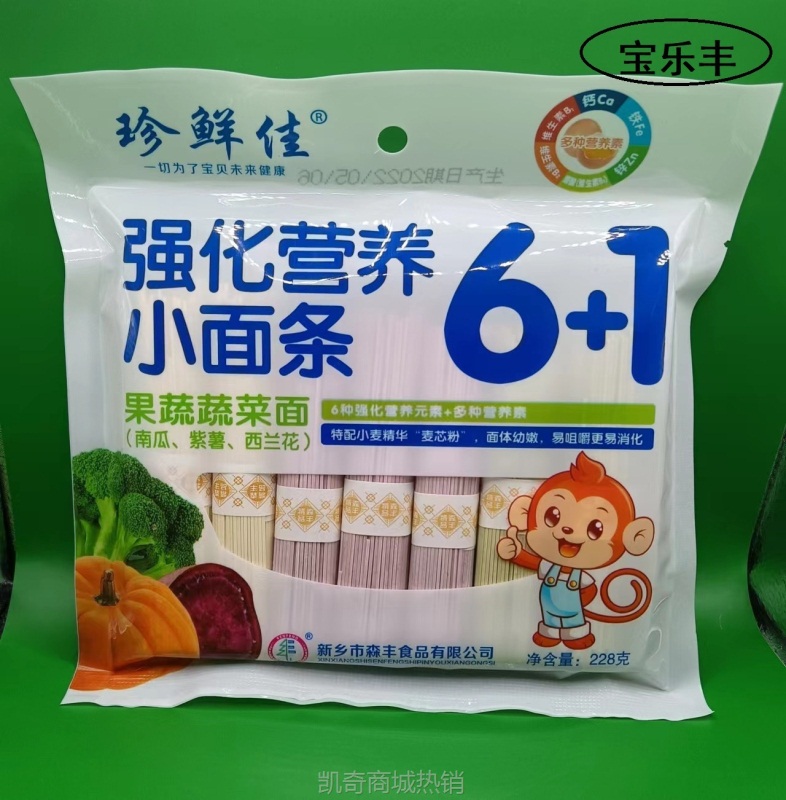 宝乐丰
珍鲜佳®
一切为了宝贝未来健康
钙Ca
铁Fe
锌Zn
多种营养素
生产日期2022/05/06
强化营养
小面条
6+1
果蔬蔬菜面
(南瓜、紫薯、西兰花)
6种强化营养元素+多种营养素
特配小麦精华“麦芯粉”，面体幼嫩，易咀嚼更易消化
®
新乡市森丰食品有限公司
XINXIANGSHISENFENGSHIPINYOUXIANGONGSI
净含量：228克
凯奇商城热销